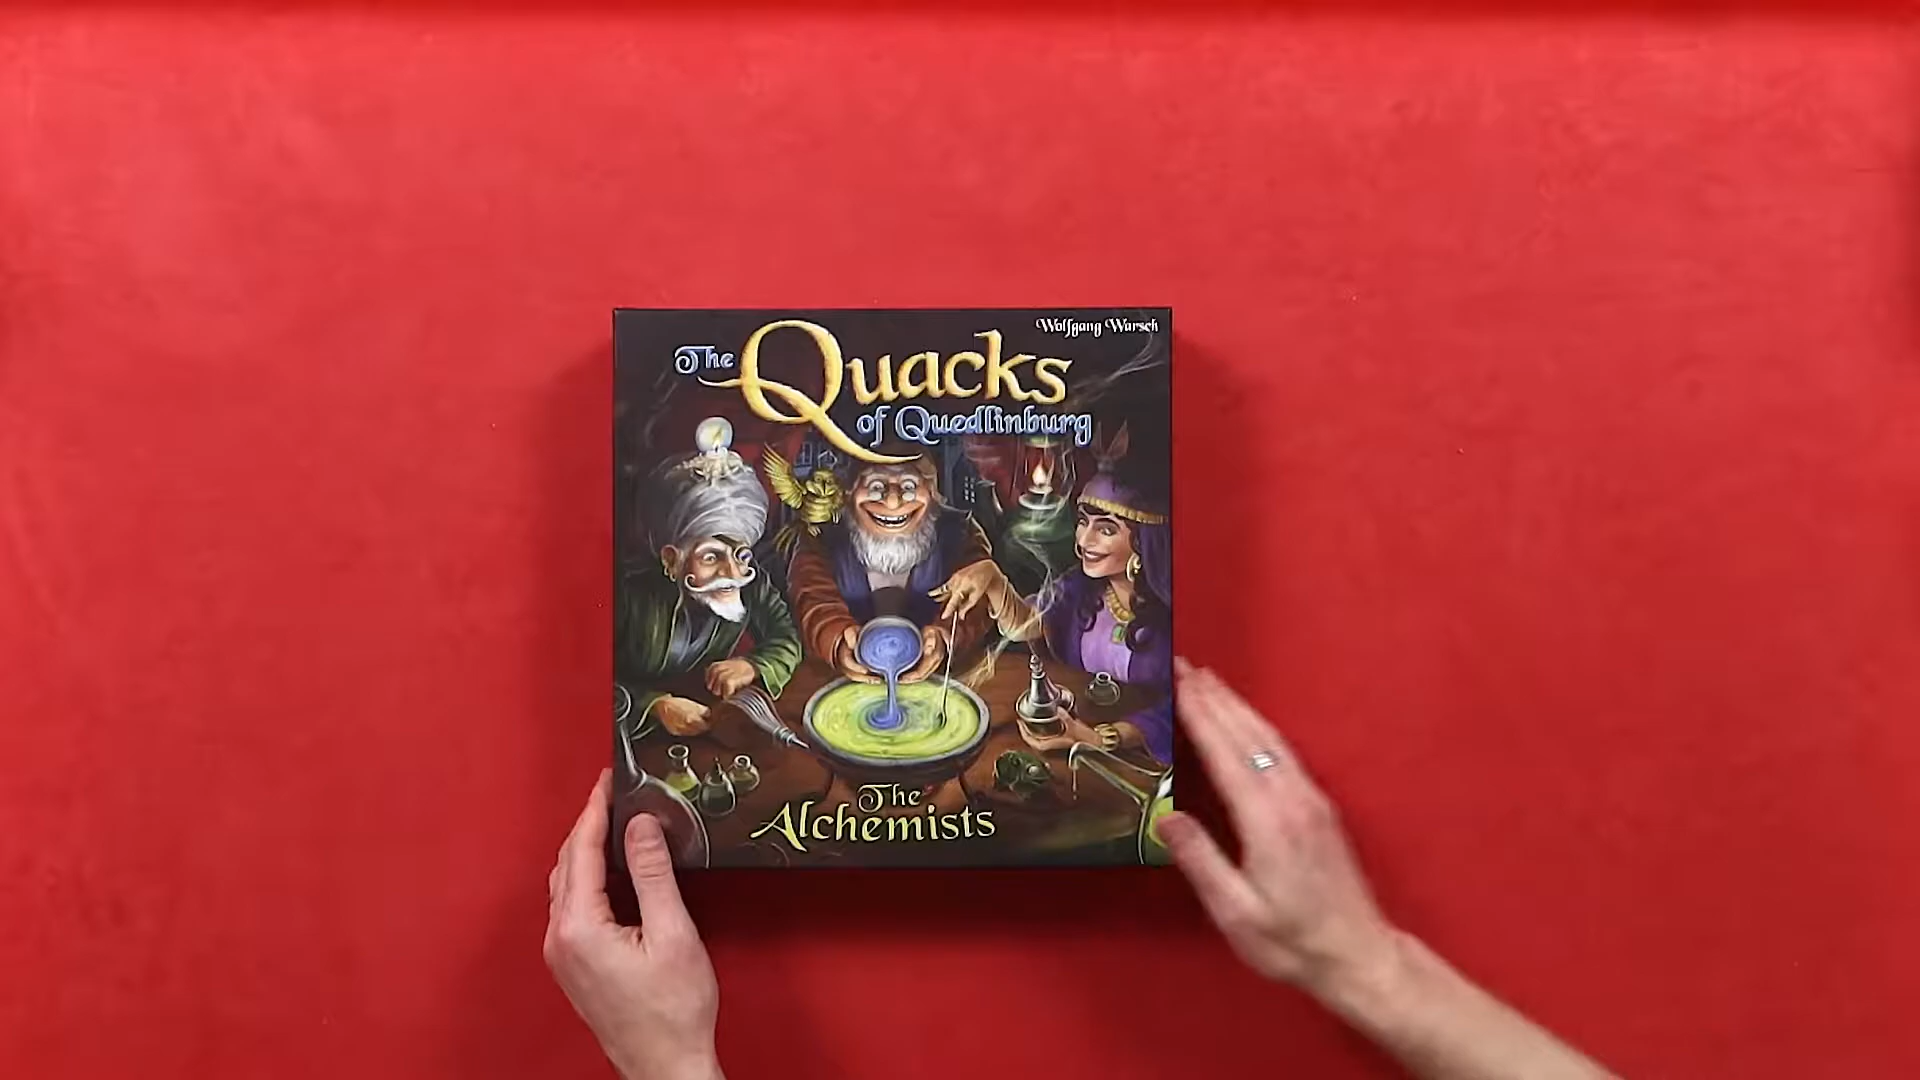 Wolfgang Warsch
The Quacks
of Quedlinburg
The
Alchemists